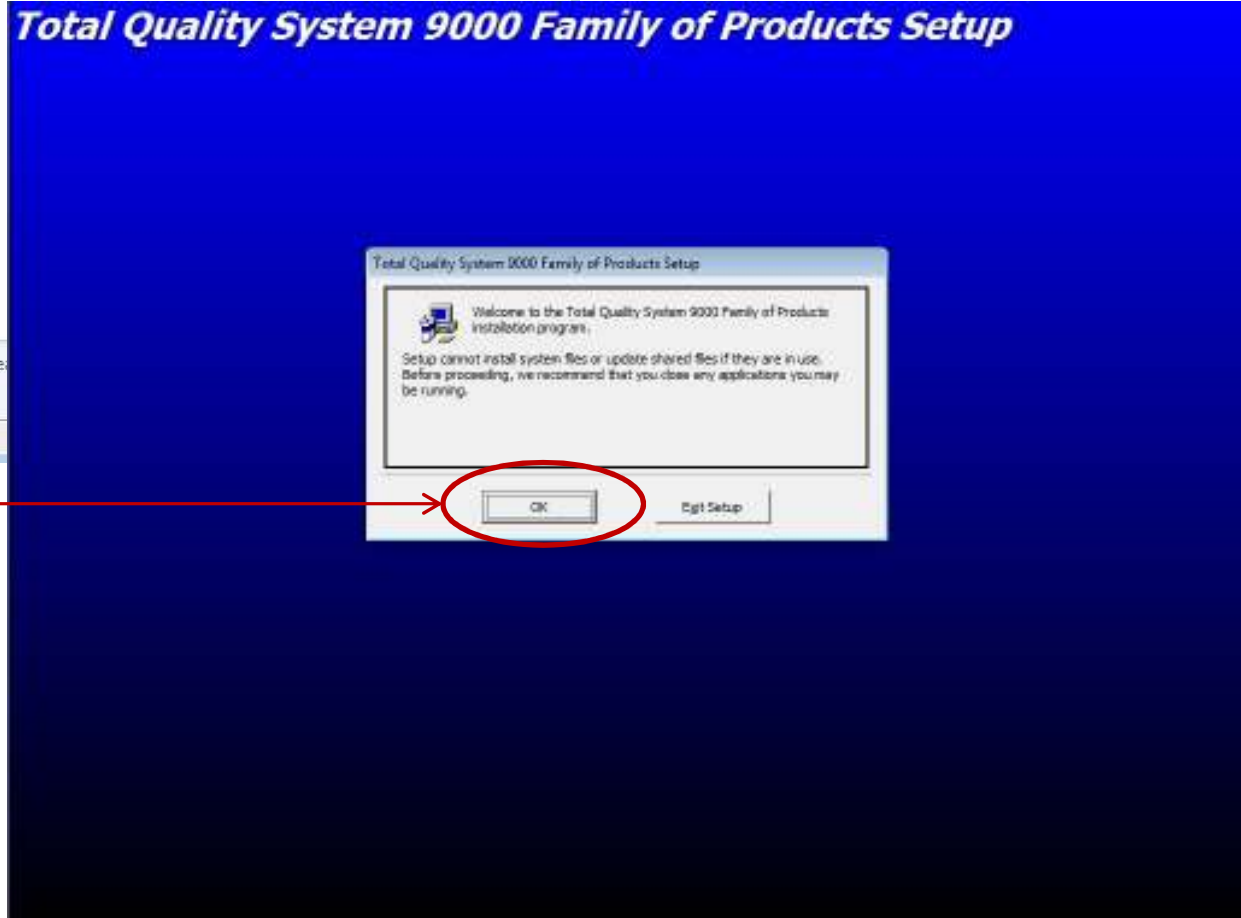 Total Quality System 9000 Family of Products Setup
Total Quality System 9000 Family of Products Setup
Welcome to the Total Quality System 9000 Family of Products
installation program.
Setup cannot install system files or update shared files if they are in use.
Before proceeding, we recommend that you close any applications you may
be running.
OK
Exit Setup